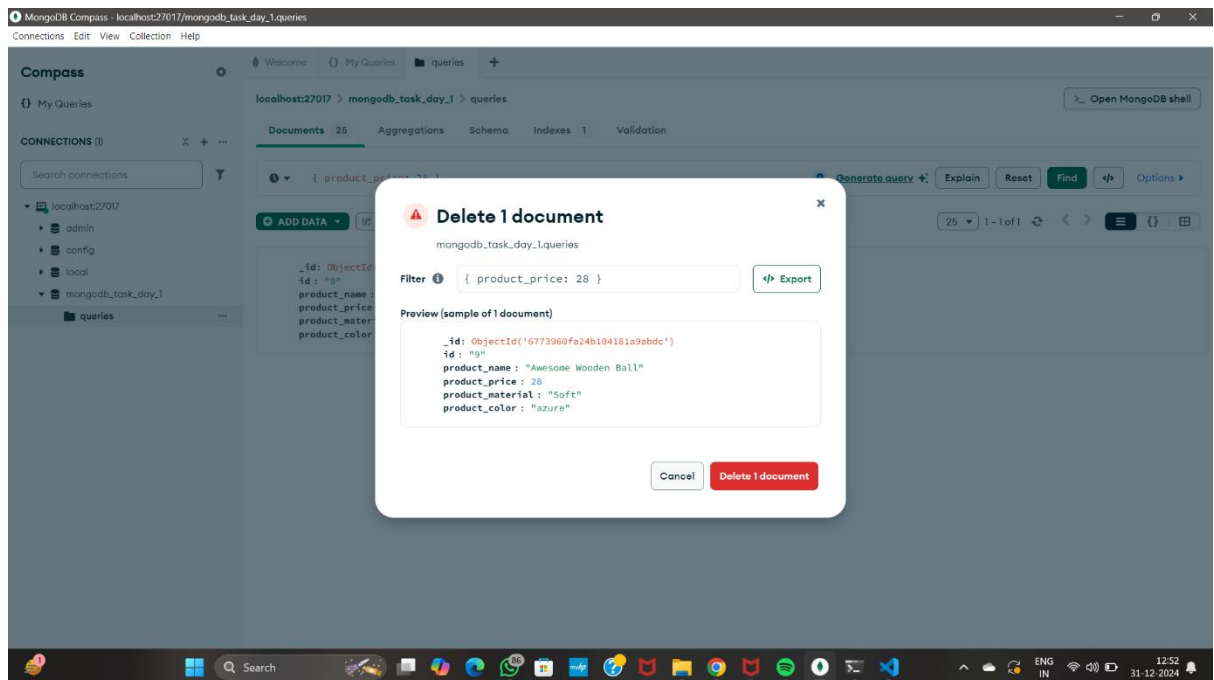 MongoDB Compass - localhost:27017/mongodb_task_day_1.queries
Connections Edit View Collection Help
Compass
{} My Queries
CONNECTIONS (1)
Search connections
localhost:27017
admin
config
local
mongodb_task_day_1
queries
Welcome {} My Queries queries +
localhost:27017 > mongodb_task_day_1 > queries
>_ Open MongoDB shell
Documents 25 Aggregations Schema Indexes 1 Validation
{ product_price: 28 }
Generate query Explain Reset Find </> Options
ADD DATA
25 1-1 of 1 {}
_id: ObjectId
id : "9"
product_name :
product_price
product_mater
product_color
Delete 1 document
mongodb_task_day_1.queries
Filter { product_price: 28 } </> Export
Preview (sample of 1 document)
_id: ObjectId('6773960fa24b104181a9abdc')
id : "9"
product_name : "Awesome Wooden Ball"
product_price : 28
product_material : "Soft"
product_color : "azure"
Cancel Delete 1 document
1
Search
86
ENG
IN
12:52
31-12-2024